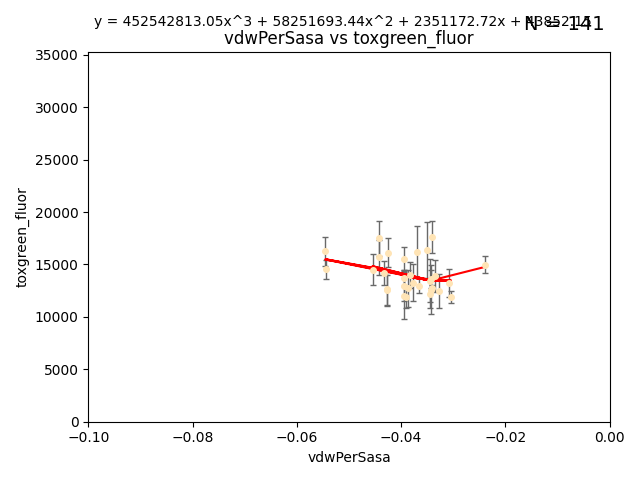 y = 452542813.05x^3 + 58251693.44x^2 + 2351172.72x +
N = 141
vdwPerSasa vs toxgreen_fluor
35000
30000
25000
20000
15000
10000
5000
0
toxgreen_fluor
−0.10
−0.08
−0.06
−0.04
−0.02
0.00
vdwPerSasa